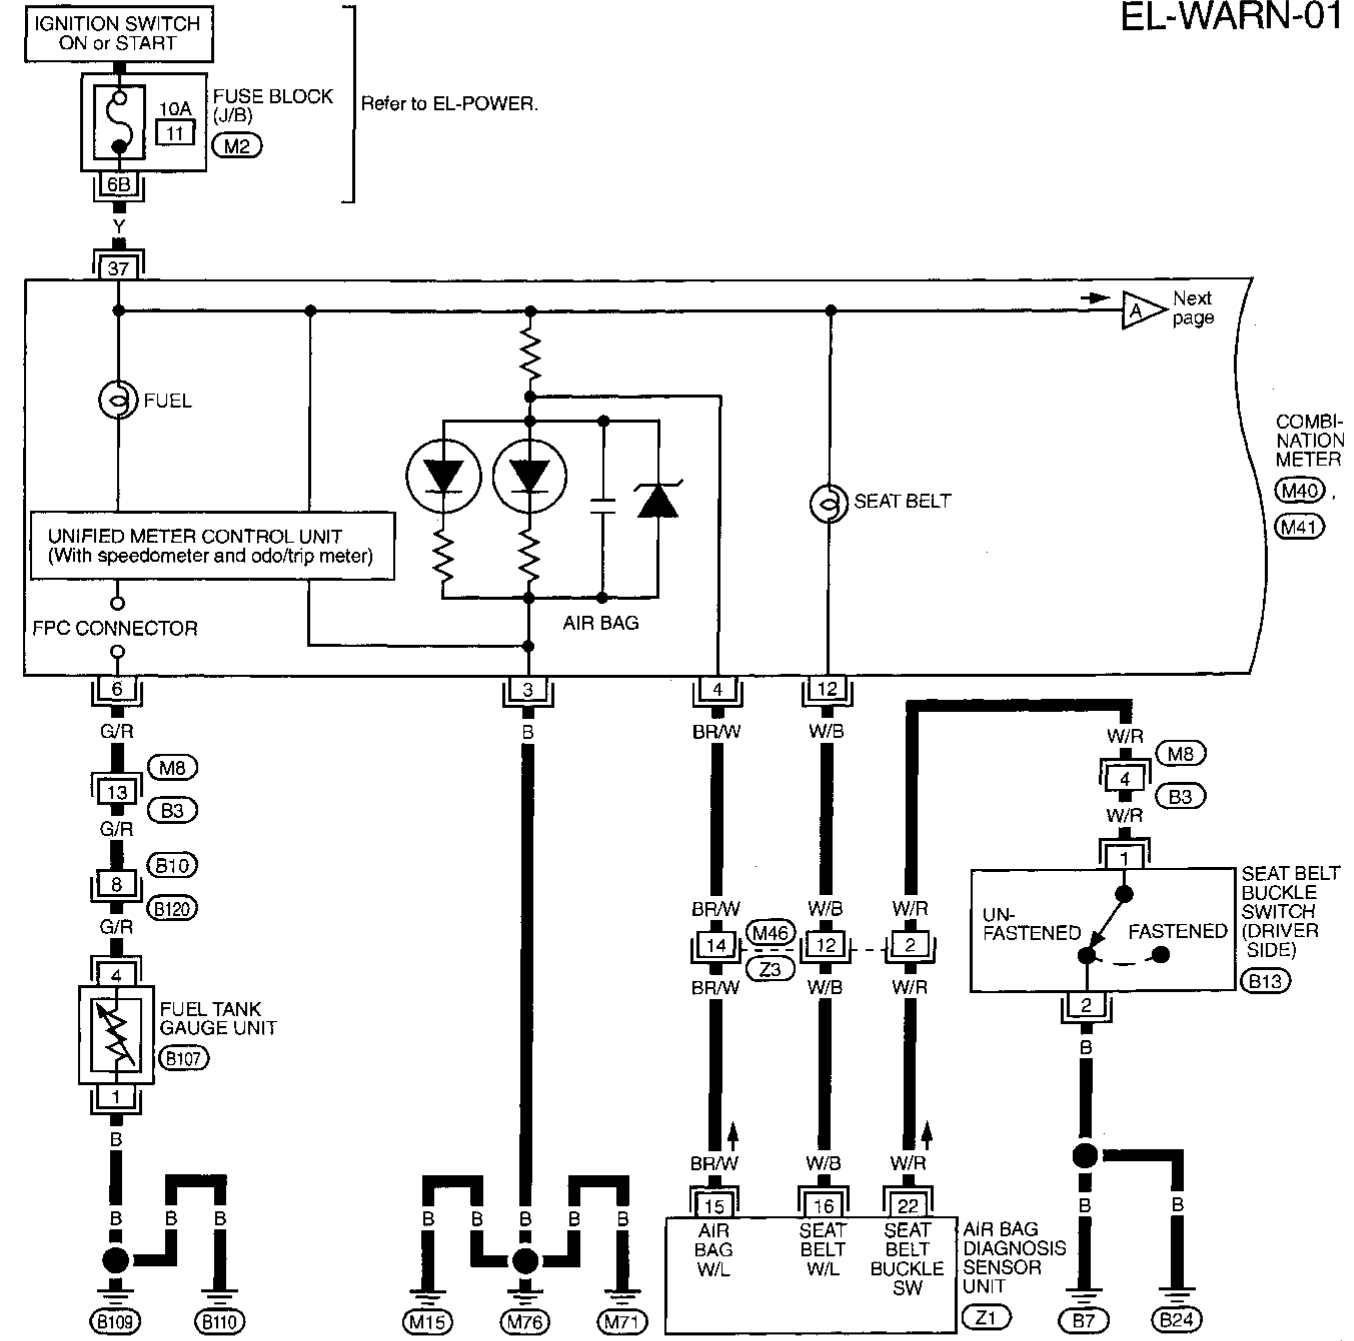 EL-WARN-01
IGNITION SWITCH
ON or START
FUSE BLOCK
(J/B)
10A
11
M2
Refer to EL-POWER.
6B
Y
37
A
Next
page
FUEL
COMBI-
NATION
METER
M40 ,
M41
SEAT BELT
UNIFIED METER CONTROL UNIT
(With speedometer and odo/trip meter)
FPC CONNECTOR
AIR BAG
6
3
4
12
G/R
B
BR/W
W/B
W/R
M8
13
B3
G/R
M8
4
B3
W/R
B10
8
B120
G/R
1
SEAT BELT
BUCKLE
SWITCH
(DRIVER
SIDE)
B13
UN-
FASTENED
FASTENED
2
B
BR/W
W/B
W/R
14
M46
Z3
12
2
BR/W
W/B
W/R
4
FUEL TANK
GAUGE UNIT
B107
1
B
BR/W
W/B
W/R
15
16
22
AIR
BAG
W/L
SEAT
BELT
W/L
SEAT
BELT
BUCKLE
SW
AIR BAG
DIAGNOSIS
SENSOR
UNIT
Z1
B
B
B
B
B
B
B
B
B
B
B109
B110
M15
M76
M71
B7
B24